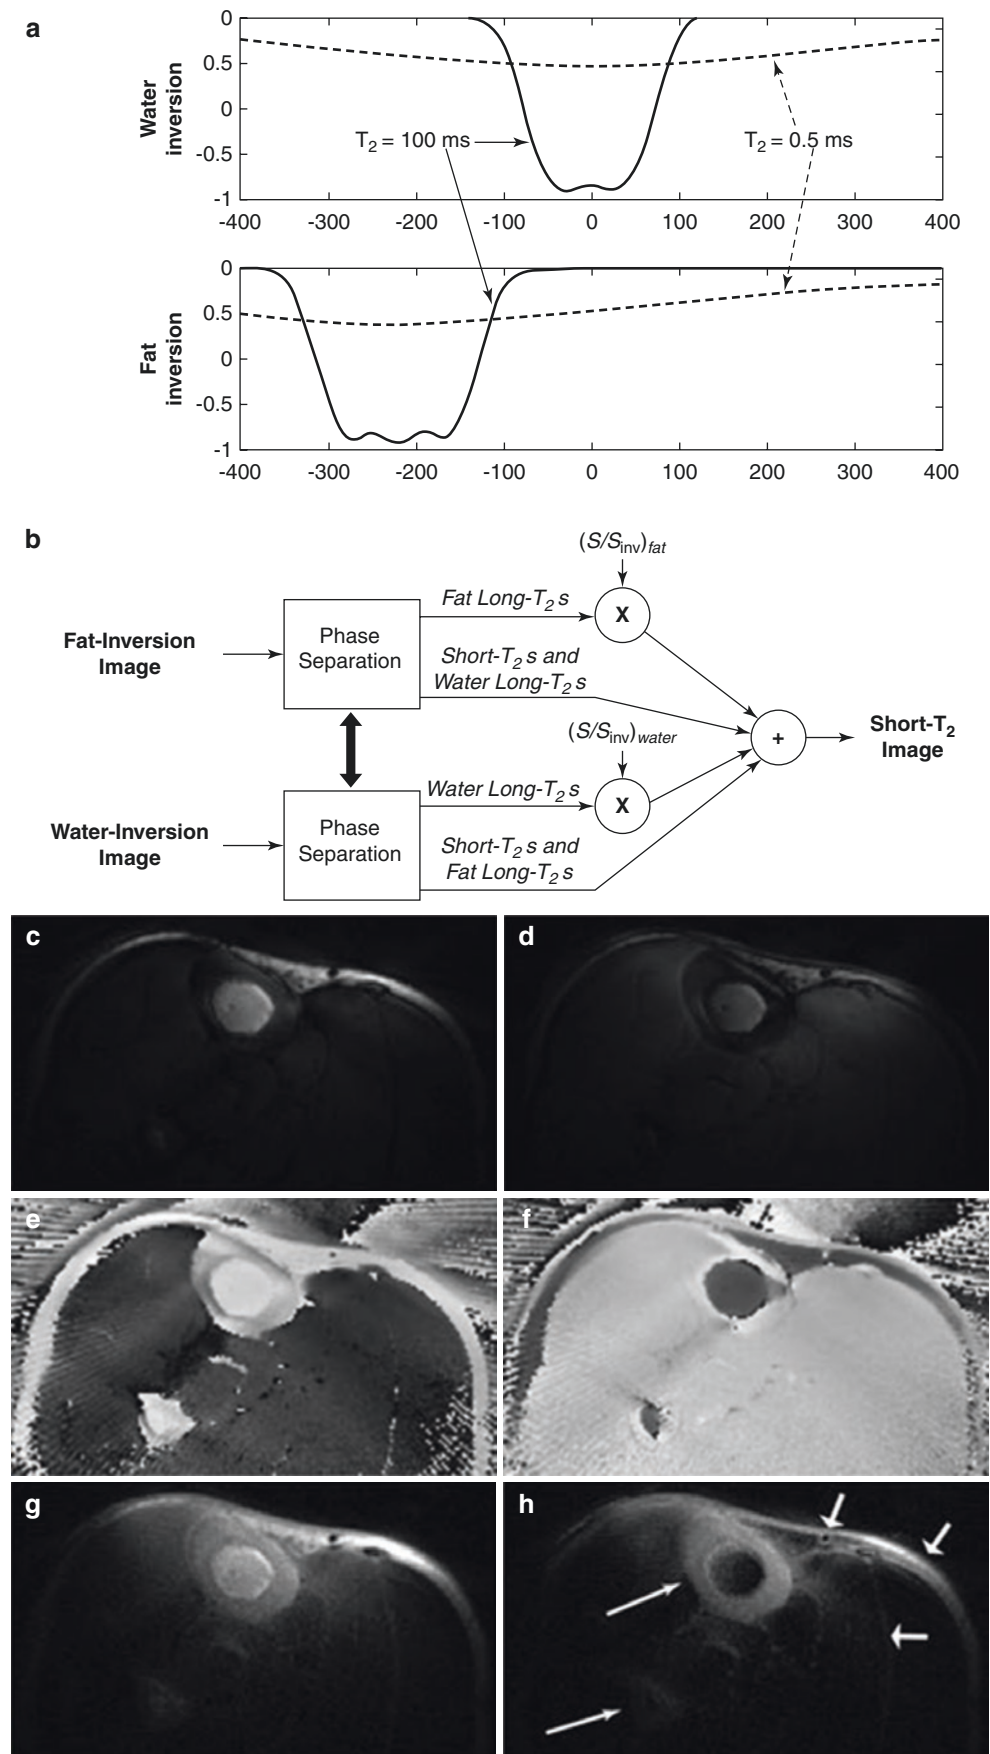 a
Water
inversion
0
0.5
0
-0.5
-1
T2 = 100 ms
T2 = 0.5 ms
-400 -300 -200 -100 0 100 200 300 400
Fat
inversion
0
0.5
0
-0.5
-1
-400 -300 -200 -100 0 100 200 300 400
b
(S/Sinv)fat
Fat-Inversion
Image
Phase
Separation
Fat Long-T2 s
X
Short-T2 s and
Water Long-T2 s
(S/Sinv)water
+
Short-T2
Image
Water-Inversion
Image
Phase
Separation
Water Long-T2 s
X
Short-T2 s and
Fat Long-T2 s
c
d
e
f
g
h